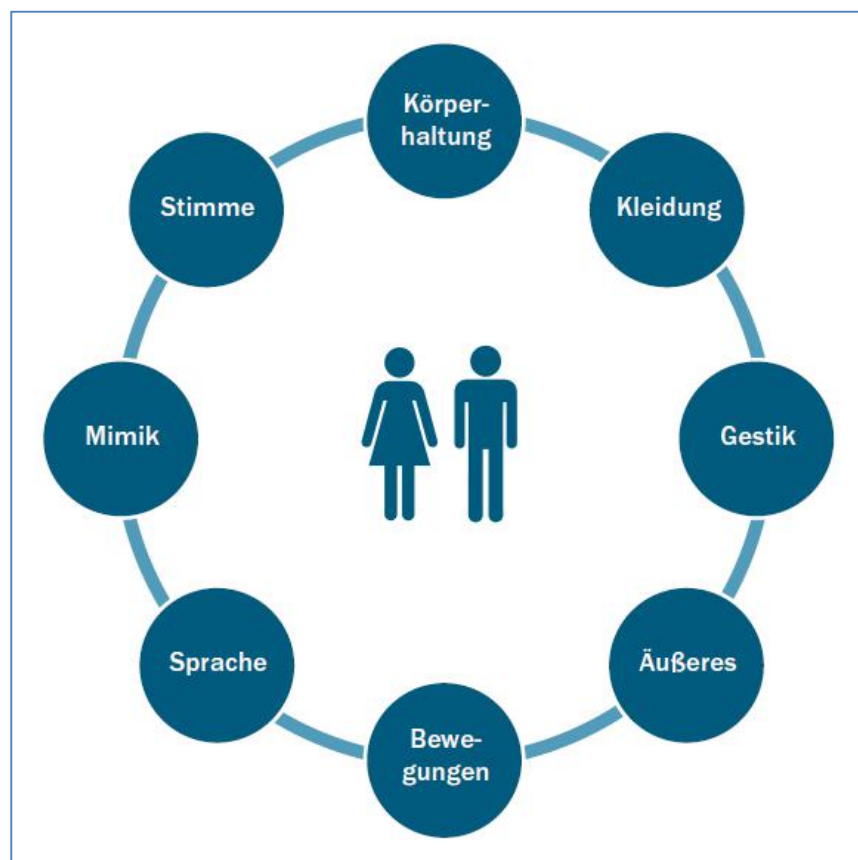 Körper-
haltung
Kleidung
Gestik
Äußeres
Bewe-
gungen
Sprache
Mimik
Stimme